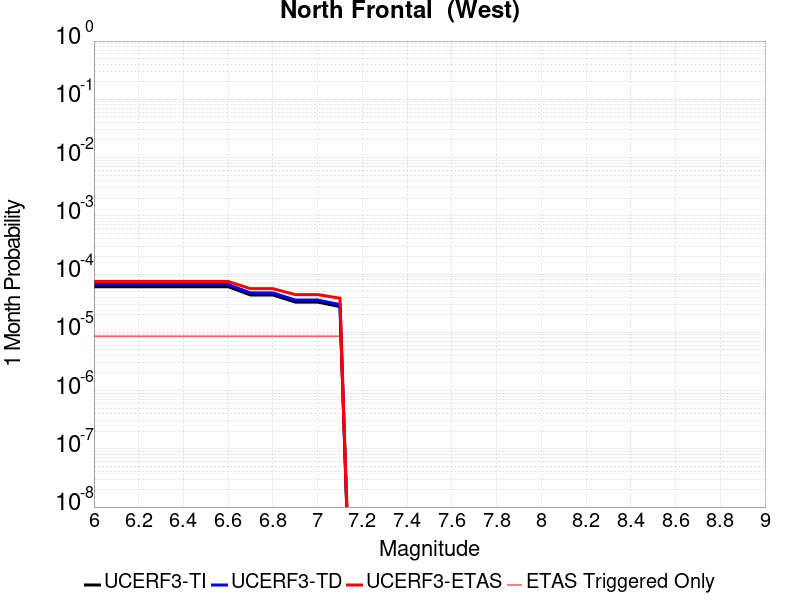 North Frontal  (West)
10^0
10^-1
10^-2
10^-3
10^-4
10^-5
10^-6
10^-7
10^-8
1 Month Probability
6 6.2 6.4 6.6 6.8 7 7.2 7.4 7.6 7.8 8 8.2 8.4 8.6 8.8 9
Magnitude
UCERF3-TI UCERF3-TD UCERF3-ETAS ETAS Triggered Only